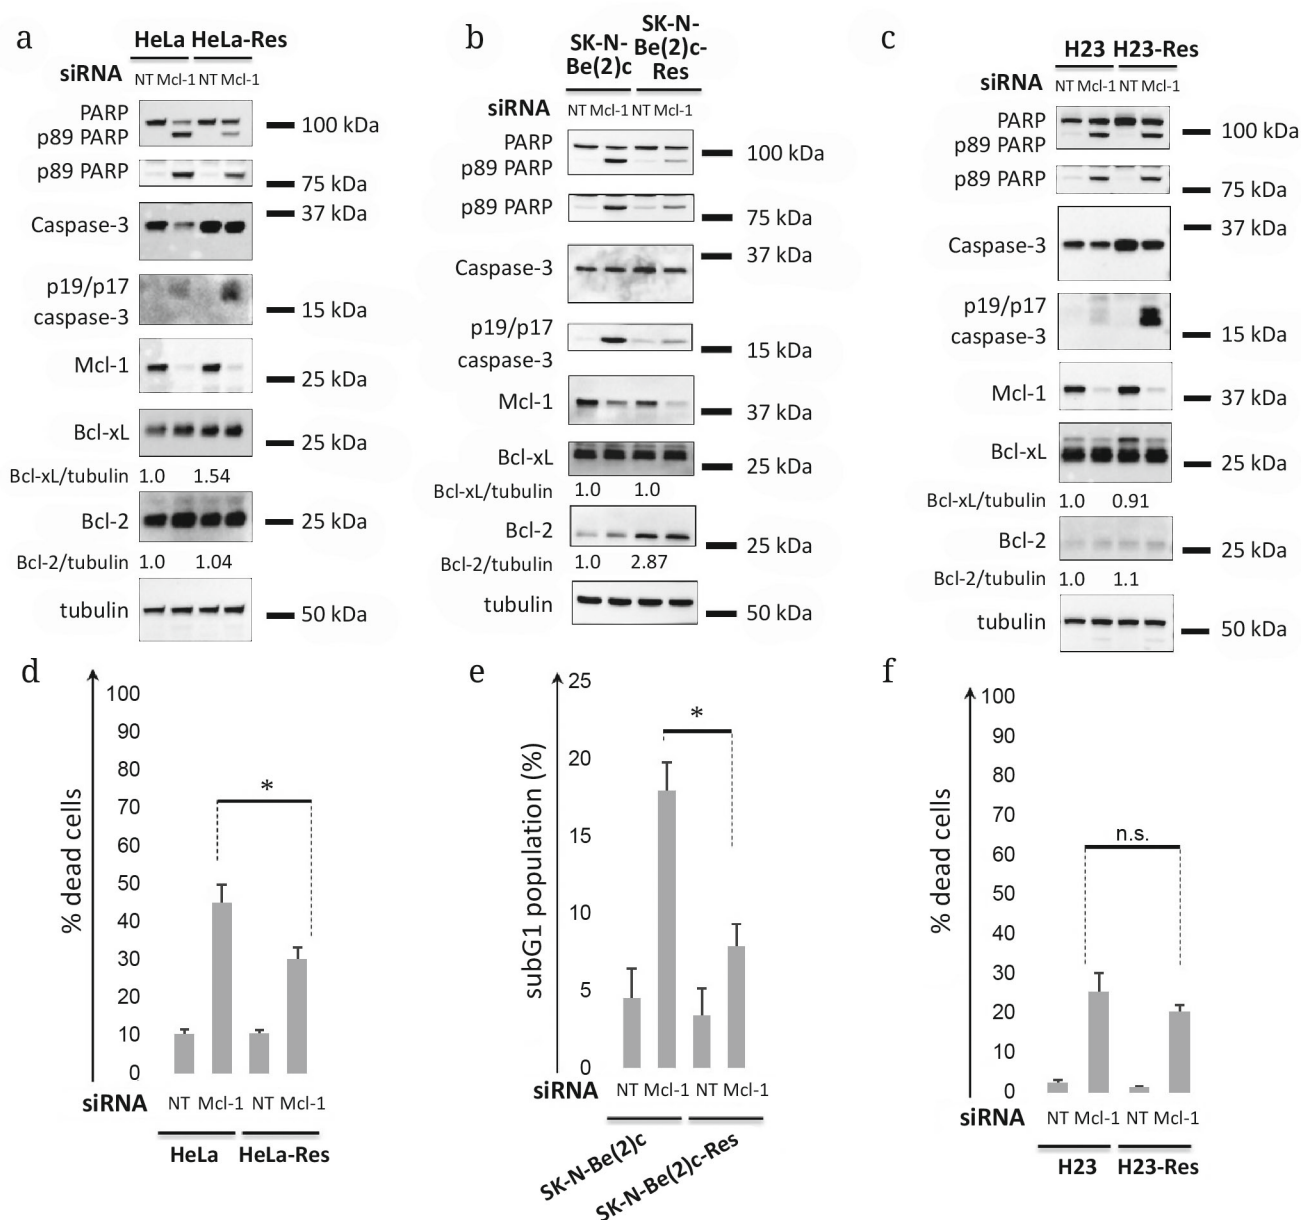 a
HeLa HeLa-Res
siRNA NT Mcl-1 NT Mcl-1
PARP
p89 PARP
100 kDa
p89 PARP
75 kDa
37 kDa
Caspase-3
p19/p17
caspase-3
15 kDa
Mcl-1
25 kDa
Bcl-xL
25 kDa
Bcl-xL/tubulin 1.0 1.54
Bcl-2
25 kDa
Bcl-2/tubulin 1.0 1.04
tubulin
50 kDa
b
SK-N-
Be(2)c
SK-N-
Be(2)c-
Res
siRNA NT Mcl-1 NT Mcl-1
PARP
p89 PARP
100 kDa
p89 PARP
75 kDa
37 kDa
Caspase-3
p19/p17
caspase-3
15 kDa
Mcl-1
37 kDa
Bcl-xL
25 kDa
Bcl-xL/tubulin 1.0 1.0
Bcl-2
25 kDa
Bcl-2/tubulin 1.0 2.87
tubulin
50 kDa
c
H23 H23-Res
siRNA NT Mcl-1 NT Mcl-1
PARP
p89 PARP
100 kDa
p89 PARP
75 kDa
37 kDa
Caspase-3
p19/p17
caspase-3
15 kDa
Mcl-1
37 kDa
Bcl-xL
25 kDa
Bcl-xL/tubulin 1.0 0.91
Bcl-2
25 kDa
Bcl-2/tubulin 1.0 1.1
tubulin
50 kDa
d
% dead cells
100
90
80
70
60
50
40
30
20
10
0
*
siRNA NT Mcl-1 NT Mcl-1
HeLa HeLa-Res
e
subG1 population (%)
25
20
15
10
5
0
*
siRNA NT Mcl-1 NT Mcl-1
SK-N-Be(2)c
SK-N-Be(2)c-Res
f
% dead cells
100
90
80
70
60
50
40
30
20
10
0
n.s.
siRNA NT Mcl-1 NT Mcl-1
H23 H23-Res